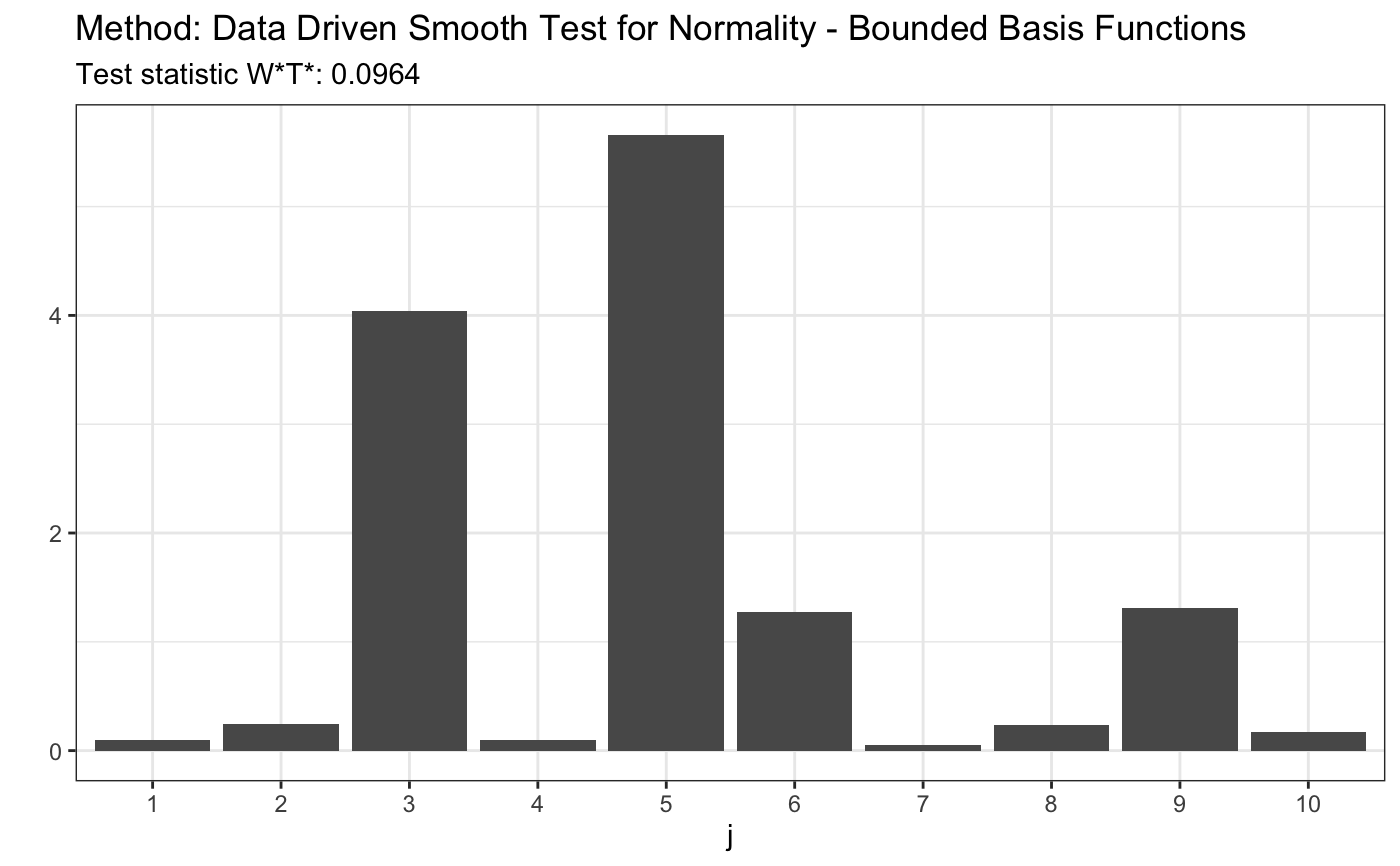 Method: Data Driven Smooth Test for Normality - Bounded Basis Functions
Test statistic W*T*: 0.0964
4
2
0
1 2 3 4 5 6 7 8 9 10
j